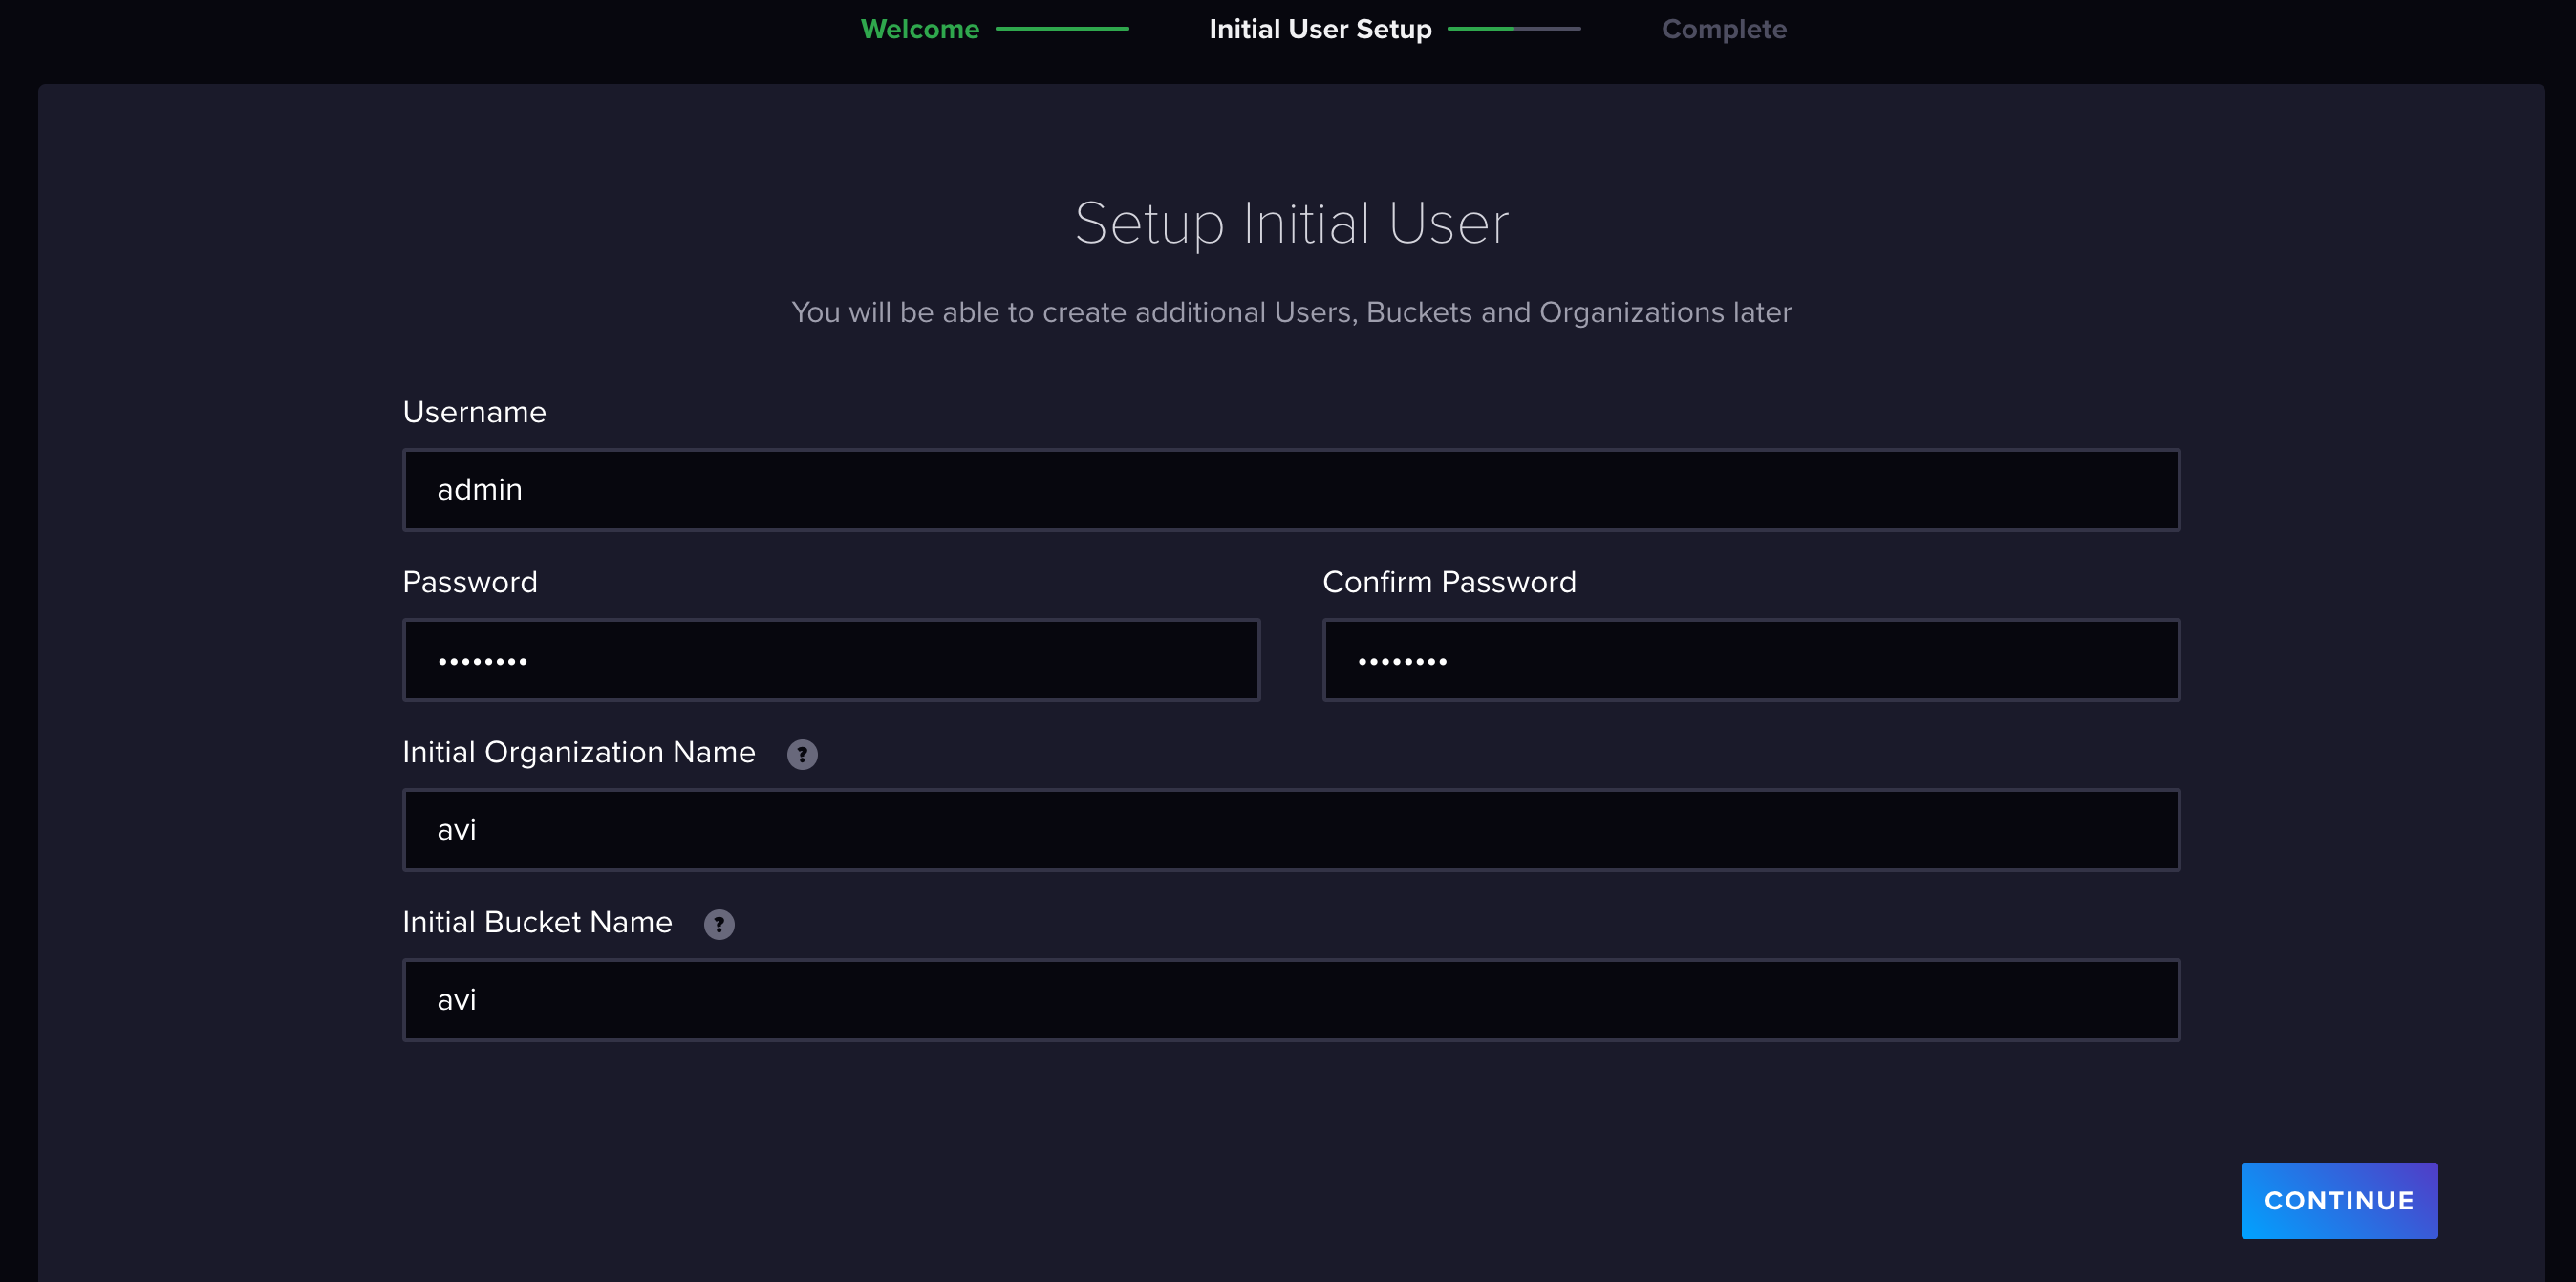 Welcome Initial User Setup Complete
Setup Initial User
You will be able to create additional Users, Buckets and Organizations later
Username
admin
Password Confirm Password
•••••••• ••••••••
Initial Organization Name ?
avi
Initial Bucket Name ?
avi
CONTINUE